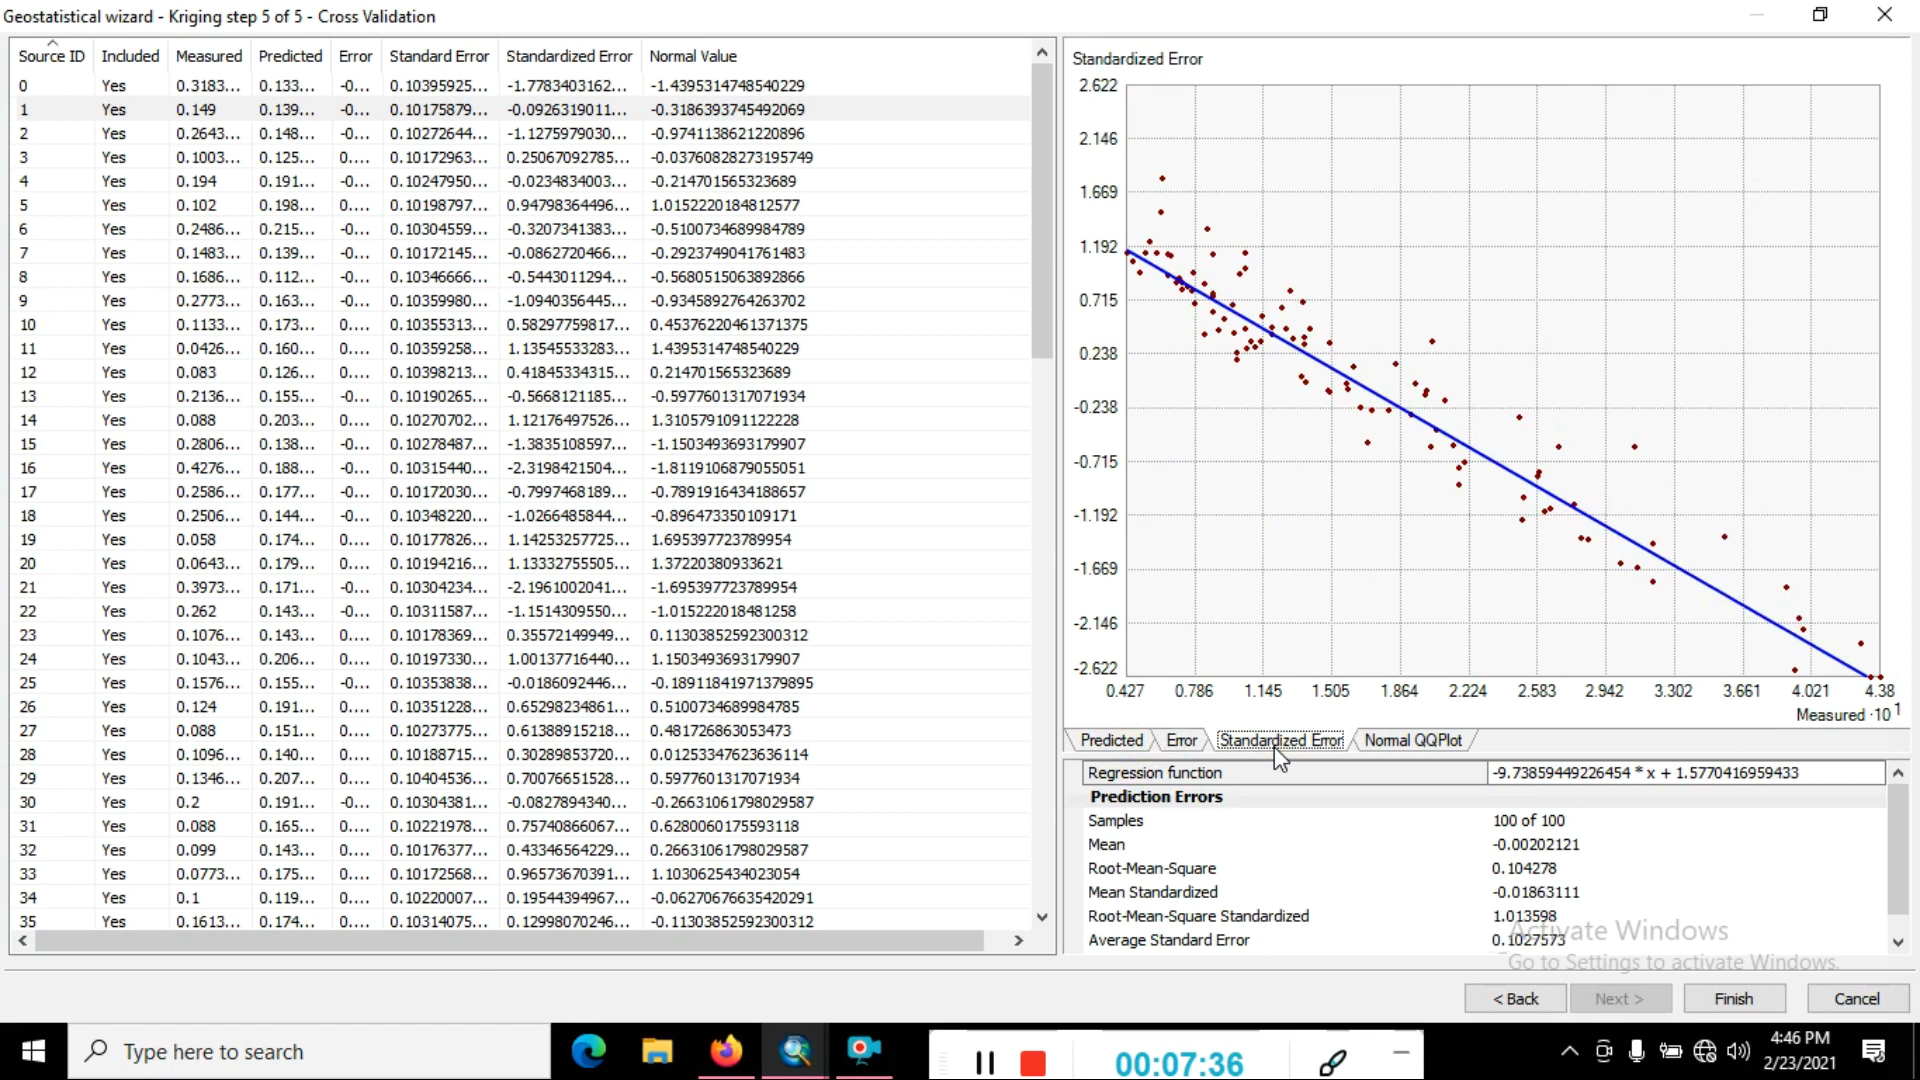 Geostatistical wizard - Kriging step 5 of 5 - Cross Validation
Source ID Included Measured Predicted Error Standard Error Standardized Error Normal Value
0 Yes 0.3183... 0.133... -0... 0.10395925... -1.7783403162... -1.4395314748540229
1 Yes 0.149 0.139... -0... 0.10175879... -0.0926319011... -0.3186393745492069
2 Yes 0.2643... 0.148... -0... 0.10272644... -1.1275979030... -0.9741138621220896
3 Yes 0.1003... 0.125... 0.... 0.10172963... 0.25067092785... -0.03760828273195749
4 Yes 0.194 0.191... -0... 0.10247950... -0.0234834003... -0.214701565323689
5 Yes 0.102 0.198... 0.... 0.10198797... 0.94798364496... 1.0152220184812577
6 Yes 0.2486... 0.215... -0... 0.10304559... -0.3207341383... -0.5100734689984789
7 Yes 0.1483... 0.139... -0... 0.10172145... -0.0862720466... -0.2923749041761483
8 Yes 0.1686... 0.112... -0... 0.10346666... -0.5443011294... -0.5680515063892866
9 Yes 0.2773... 0.163... -0... 0.10359980... -1.0940356445... -0.9345892764263702
10 Yes 0.1133... 0.173... 0.... 0.10355313... 0.58297759817... 0.45376220461371375
11 Yes 0.0426... 0.160... 0.... 0.10359258... 1.13545533283... 1.4395314748540229
12 Yes 0.083 0.126... 0.... 0.10398213... 0.41845334315... 0.214701565323689
13 Yes 0.2136... 0.155... -0... 0.10190265... -0.5668121185... -0.5977601317071934
14 Yes 0.088 0.203... 0.... 0.10270702... 1.12176497526... 1.3105791091122228
15 Yes 0.2806... 0.138... -0... 0.10278487... -1.3835108597... -1.1503493693179907
16 Yes 0.4276... 0.188... -0... 0.10315440... -2.3198421504... -1.8119106879055051
17 Yes 0.2586... 0.177... -0... 0.10172030... -0.7997468189... -0.7891916434188657
18 Yes 0.2506... 0.144... -0... 0.10348220... -1.0266485844... -0.896473350109171
19 Yes 0.058 0.174... 0.... 0.10177826... 1.14253257725... 1.695397723789954
20 Yes 0.0643... 0.179... 0.... 0.10194216... 1.13332755505... 1.37220380933621
21 Yes 0.3973... 0.171... -0... 0.10304234... -2.1961002041... -1.6953977237​89954
22 Yes 0.262 0.143... -0... 0.10311587... -1.1514309550... -1.015222018481258
23 Yes 0.1076... 0.143... 0.... 0.10178369... 0.35572149949... 0.11303852592300312
24 Yes 0.1043... 0.206... 0.... 0.10197330... 1.00137716440... 1.1503493693179907
25 Yes 0.1576... 0.155... -0... 0.10353838... -0.0186092446... -0.18911841971379895
26 Yes 0.124 0.191... 0.... 0.10351228... 0.65298234861... 0.5100734689984785
27 Yes 0.088 0.151... 0.... 0.10273775... 0.61388915218... 0.481726863053473
28 Yes 0.1096... 0.140... 0.... 0.10188715... 0.30289853720... 0.01253347623636114
29 Yes 0.1346... 0.207... 0.... 0.10404536... 0.70076651528... 0.5977601317071934
30 Yes 0.2 0.191... -0... 0.10304381... -0.0827894340... -0.26631061798029587
31 Yes 0.088 0.165... 0.... 0.10221978... 0.75740866067... 0.6280060175593118
32 Yes 0.099 0.143... 0.... 0.10176377... 0.43346564229... 0.26631061798029587
33 Yes 0.0773... 0.175... 0.... 0.10172568... 0.96573670391... 1.1030625434023054
34 Yes 0.1 0.119... 0.... 0.10220007... 0.19544394967... -0.06270676635420291
35 Yes 0.1613... 0.174... 0.... 0.10314075... 0.12998070246... -0.11303852592300312
Standardized Error
2.622
2.146
1.669
1.192
0.715
0.238
-0.238
-0.715
-1.192
-1.669
-2.146
-2.622
0.427 0.786 1.145 1.505 1.864 2.224 2.583 2.942 3.302 3.661 4.021 4.38
Measured ·10 1
Predicted Error Standardized Error Normal QQPlot
Regression function -9.73859449226454 * x + 1.5770416959433
Prediction Errors
Samples 100 of 100
Mean -0.00202121
Root-Mean-Square 0.104278
Mean Standardized -0.01863111
Root-Mean-Square Standardized 1.013598
Average Standard Error 0.1027573
Activate Windows
Go to Settings to activate Windows.
< Back Next > Finish Cancel
Type here to search
00:07:36
4:46 PM
2/23/2021